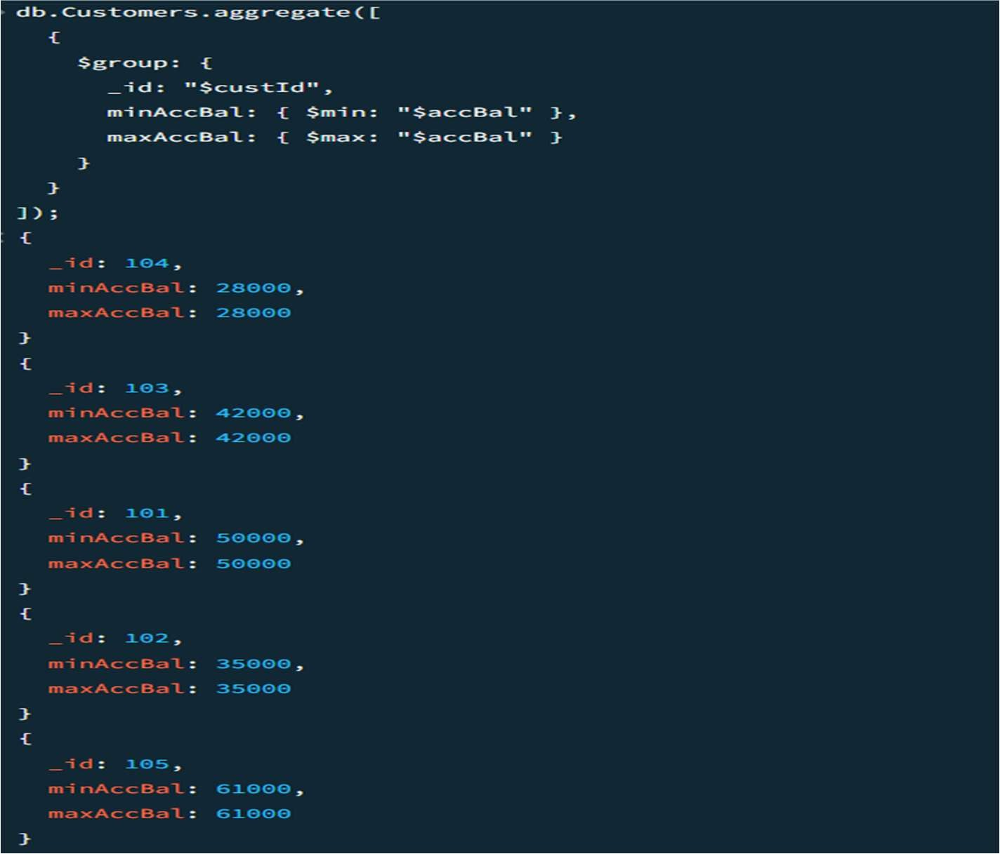 db.Customers.aggregate([
{
$group: {
_id: "$custId",
minAccBal: { $min: "$accBal" },
maxAccBal: { $max: "$accBal" }
}
}
]);
{
_id: 104,
minAccBal: 28000,
maxAccBal: 28000
}
{
_id: 103,
minAccBal: 42000,
maxAccBal: 42000
}
{
_id: 101,
minAccBal: 50000,
maxAccBal: 50000
}
{
_id: 102,
minAccBal: 35000,
maxAccBal: 35000
}
{
_id: 105,
minAccBal: 61000,
maxAccBal: 61000
}